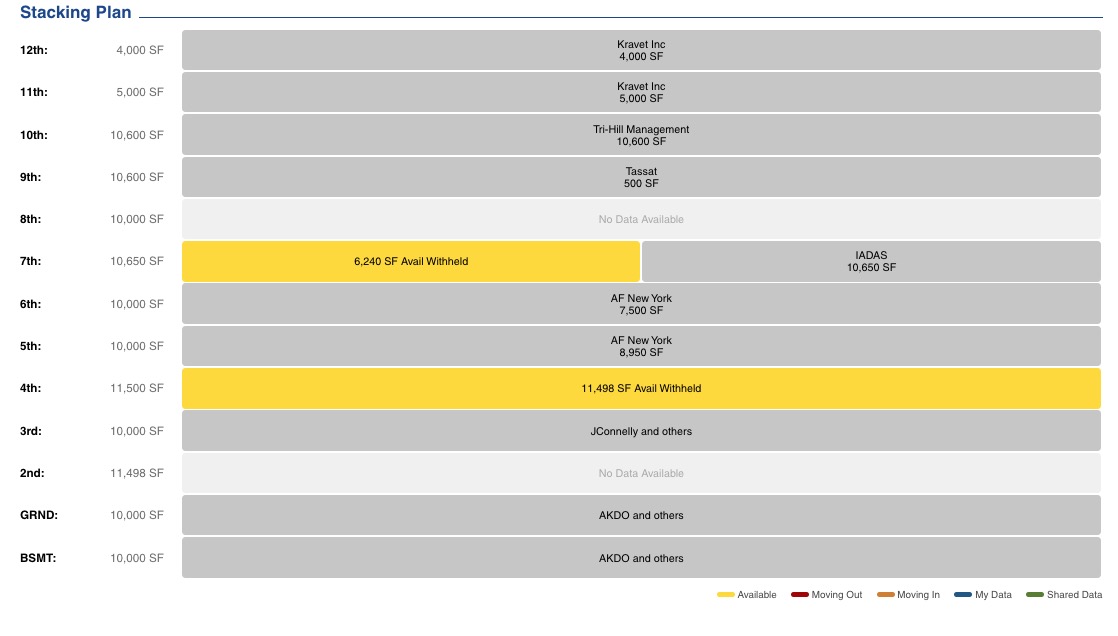 Stacking Plan
12th: 4,000 SF
Kravet Inc
4,000 SF
11th: 5,000 SF
Kravet Inc
5,000 SF
10th: 10,600 SF
Tri-Hill Management
10,600 SF
9th: 10,600 SF
Tassat
500 SF
8th: 10,000 SF
No Data Available
7th: 10,650 SF
6,240 SF Avail Withheld
IADAS
10,650 SF
6th: 10,000 SF
AF New York
7,500 SF
5th: 10,000 SF
AF New York
8,950 SF
4th: 11,500 SF
11,498 SF Avail Withheld
3rd: 10,000 SF
JConnelly and others
2nd: 11,498 SF
No Data Available
GRND: 10,000 SF
AKDO and others
BSMT: 10,000 SF
AKDO and others
Available Moving Out Moving In My Data Shared Data